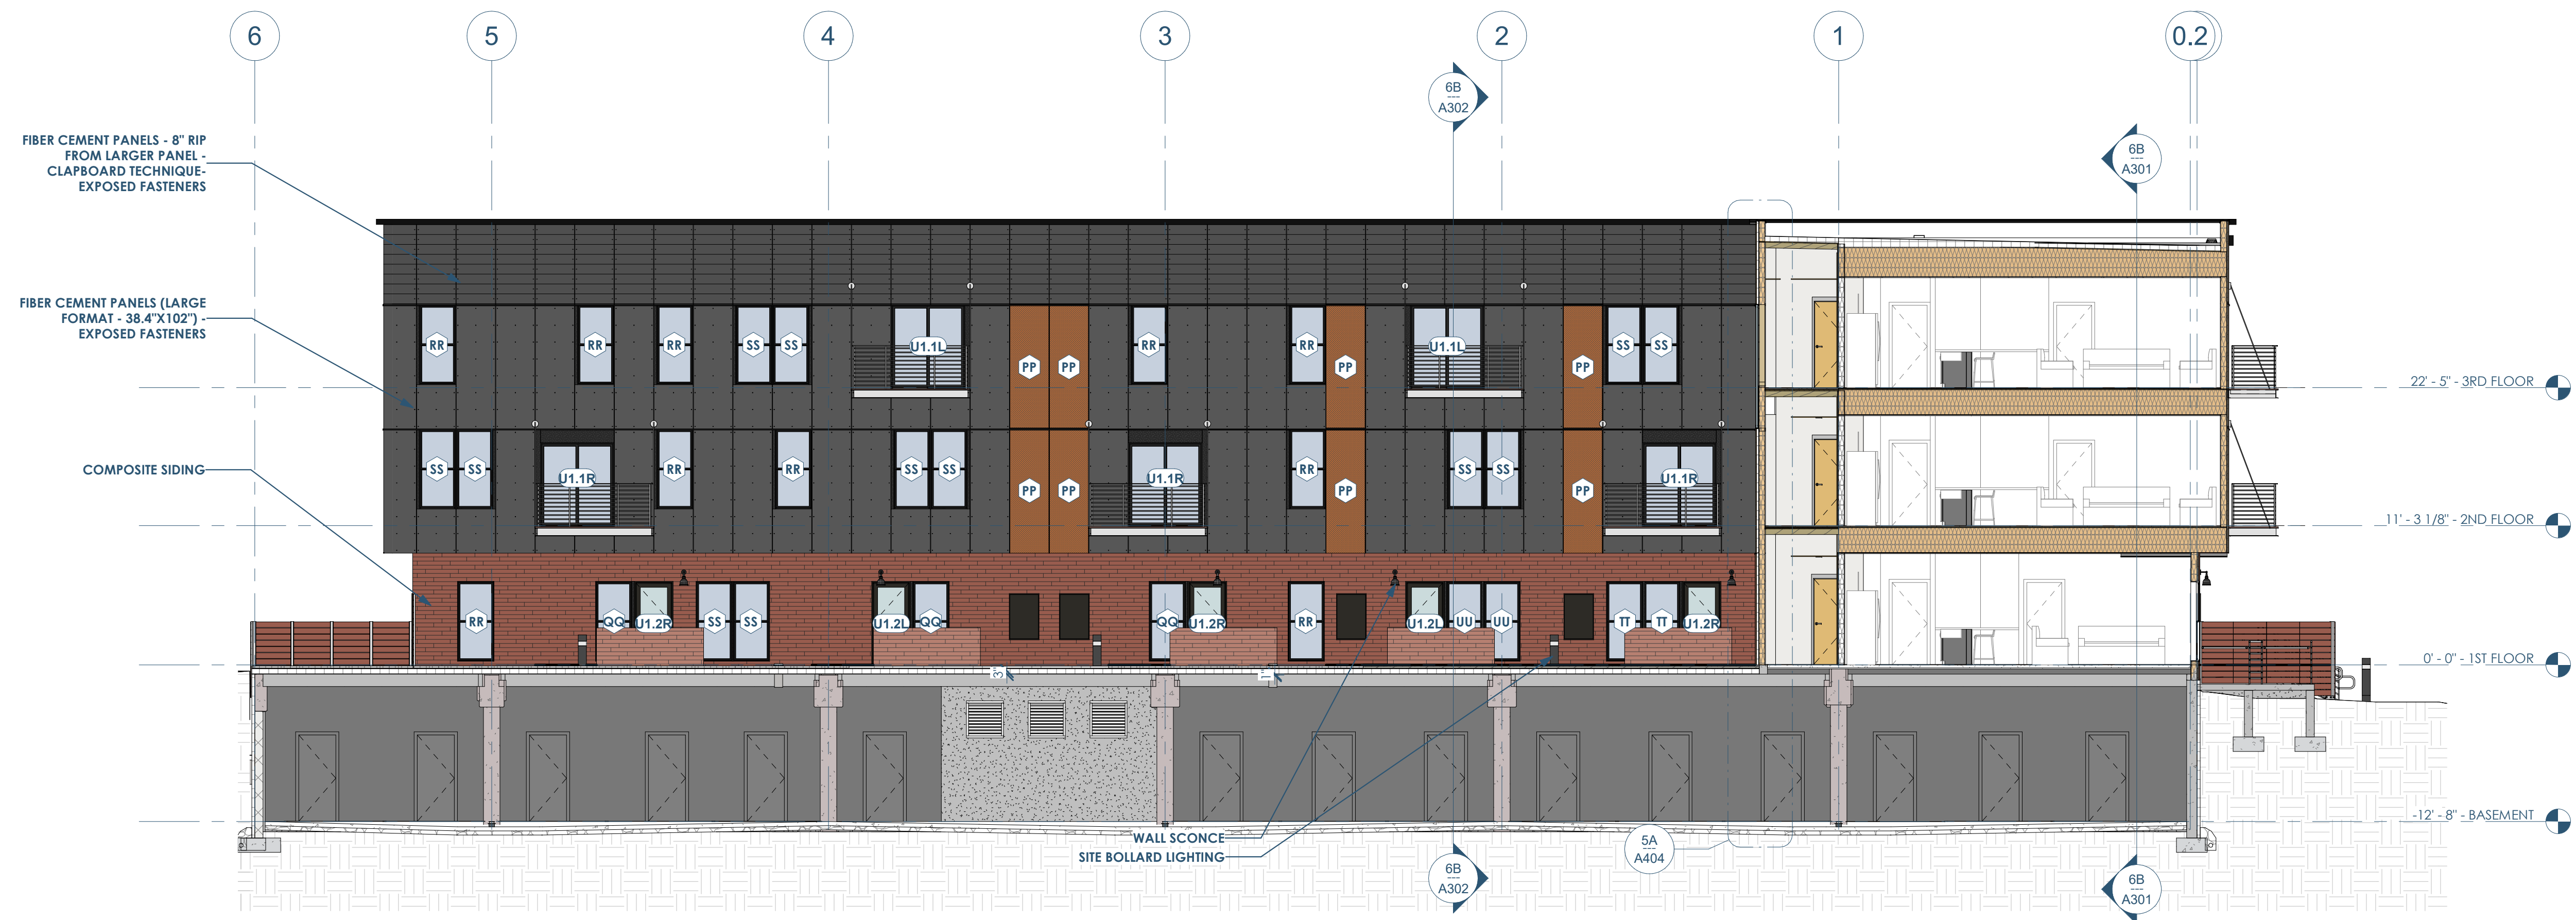 6
5
4
3
2
1
0.2
6B
---
A302
6B
---
A301
FIBER CEMENT PANELS - 8" RIP
FROM LARGER PANEL -
CLAPBOARD TECHNIQUE-
EXPOSED FASTENERS
FIBER CEMENT PANELS (LARGE
FORMAT - 38.4"X102") -
EXPOSED FASTENERS
RR
RR
RR
SS
SS
U1.1L
PP
PP
RR
RR
PP
U1.1L
PP
SS
SS
22' - 5" - 3RD FLOOR
COMPOSITE SIDING
SS
SS
U1.1R
RR
RR
SS
SS
PP
PP
U1.1R
RR
PP
SS
SS
PP
U1.1R
11' - 3 1/8" - 2ND FLOOR
RR
QQ
U1.2R
SS
SS
U1.2L
QQ
QQ
U1.2R
RR
U1.2L
UU
UU
TT
TT
U1.2R
0' - 0" - 1ST FLOOR
3"
1"
-12' - 8" - BASEMENT
WALL SCONCE
SITE BOLLARD LIGHTING
5A
---
A404
6B
---
A302
6B
---
A301